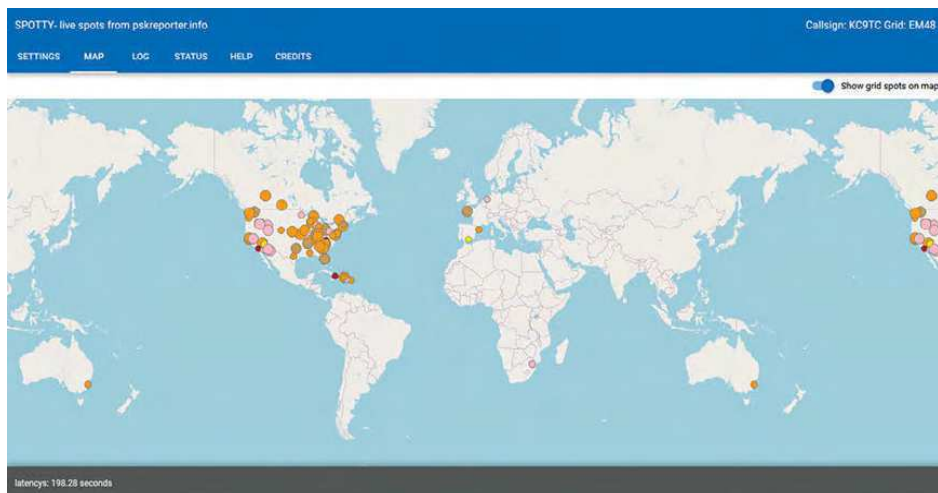 SPOTTY- live spots from pskreporter.info
Callsign: KC9TC Grid: EM48
SETTINGS MAP LOG STATUS HELP CREDITS
Show grid spots on map
latencys: 198.28 seconds